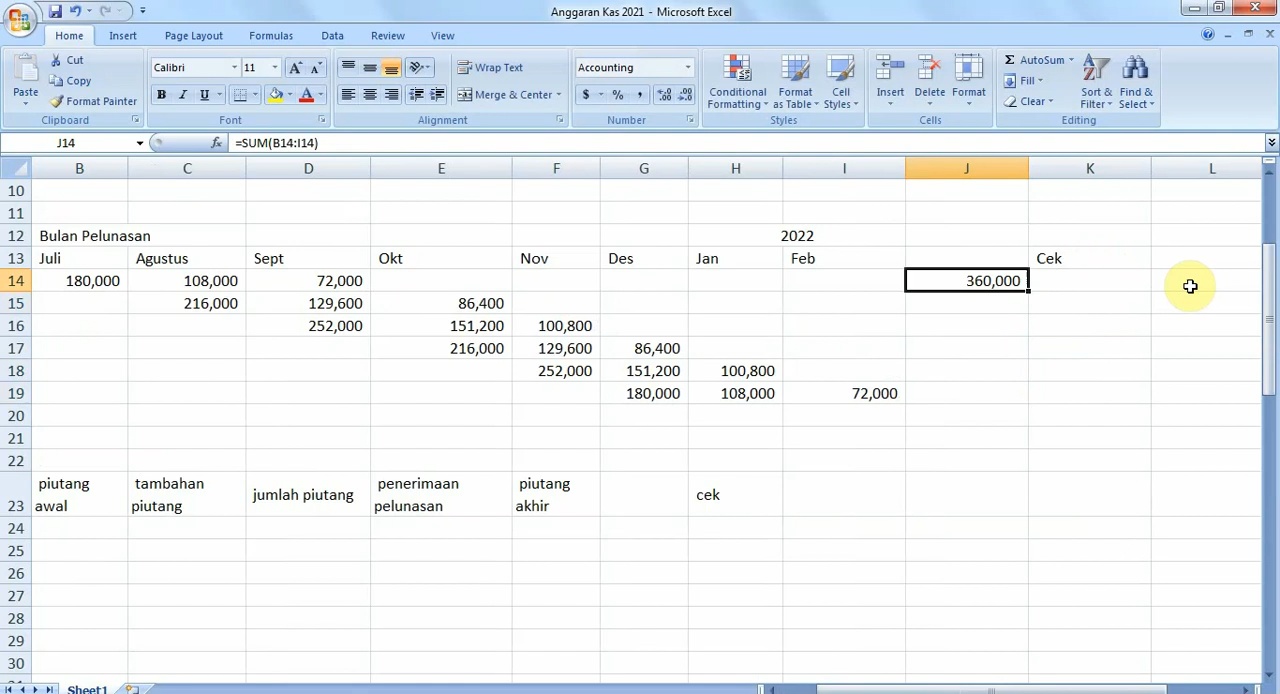 Anggaran Kas 2021 - Microsoft Excel
Home Insert Page Layout Formulas Data Review View
Paste Cut Copy Format Painter Clipboard
Calibri 11 B I U A A A Font
Wrap Text Merge & Center Alignment
Accounting $ % , Number
Conditional Formatting Format as Table Cell Styles Styles
Insert Delete Format Cells
Σ AutoSum Fill Clear Sort & Filter Find & Select Editing
J14 fx =SUM(B14:I14)
B C D E F G H I J K L
10
11
12 Bulan Pelunasan 2022
13 Juli Agustus Sept Okt Nov Des Jan Feb Cek
14 180,000 108,000 72,000 360,000
15 216,000 129,600 86,400
16 252,000 151,200 100,800
17 216,000 129,600 86,400
18 252,000 151,200 100,800
19 180,000 108,000 72,000
20
21
22
23 piutang awal tambahan piutang jumlah piutang penerimaan pelunasan piutang akhir cek
24
25
26
27
28
29
30
Sheet1